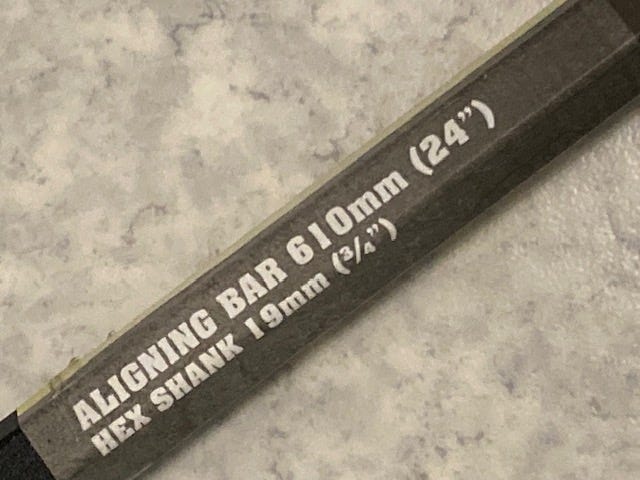 ALIGNING BAR 610mm (24”)
HEX SHANK 19mm (¾”)